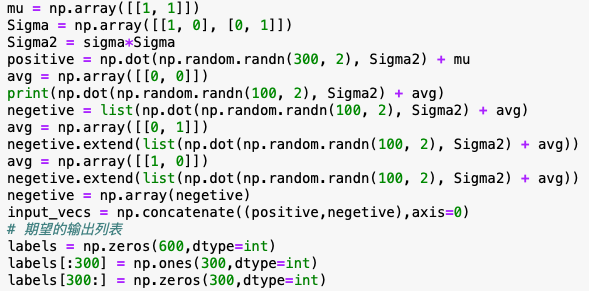 mu = np.array([[1, 1]])
Sigma = np.array([[1, 0], [0, 1]])
Sigma2 = sigma*Sigma
positive = np.dot(np.random.randn(300, 2), Sigma2) + mu
avg = np.array([[0, 0]])
print(np.dot(np.random.randn(100, 2), Sigma2) + avg)
negetive = list(np.dot(np.random.randn(100, 2), Sigma2) + avg)
avg = np.array([[0, 1]])
negetive.extend(list(np.dot(np.random.randn(100, 2), Sigma2) + avg))
avg = np.array([[1, 0]])
negetive.extend(list(np.dot(np.random.randn(100, 2), Sigma2) + avg))
negetive = np.array(negetive)
input_vecs = np.concatenate((positive,negetive),axis=0)
# 期望的输出列表
labels = np.zeros(600,dtype=int)
labels[:300] = np.ones(300,dtype=int)
labels[300:] = np.zeros(300,dtype=int)